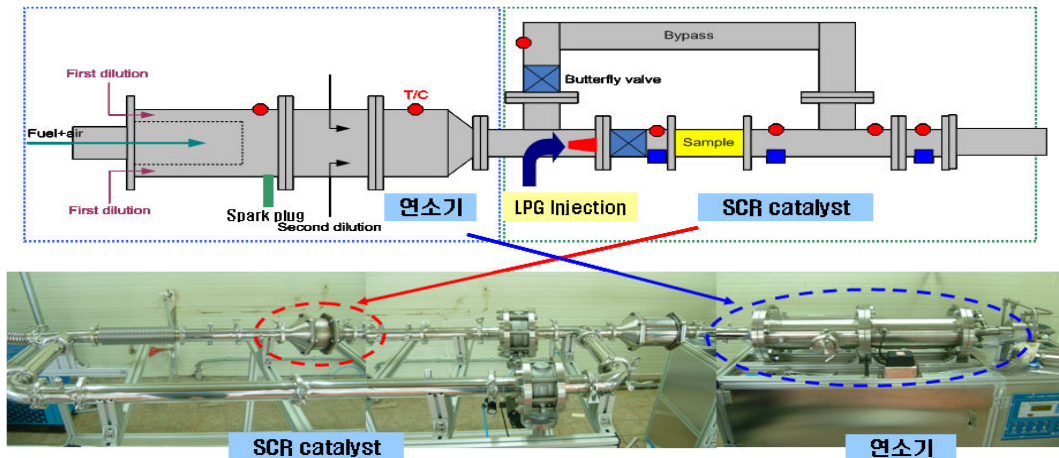 Bypass
First dilution
Butterfly valve
T/C
Fuel+air
Sample
First dilution
Spark plug
Second dilution
연소기
LPG Injection
SCR catalyst
SCR catalyst
연소기